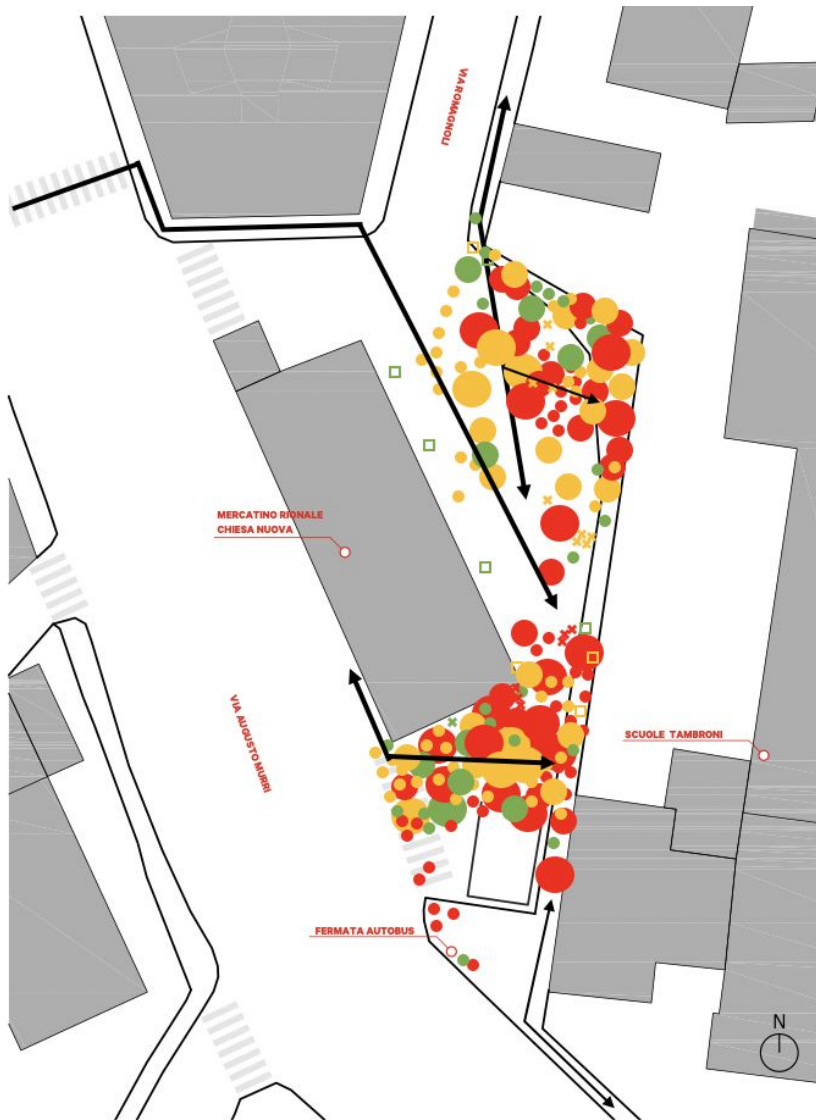 VIA ROMAGNOLI
MERCATINO RIONALE
CHIESA NUOVA
VIA AUGUSTO MURRI
SCUOLE TAMBRONI
FERMATA AUTOBUS
N